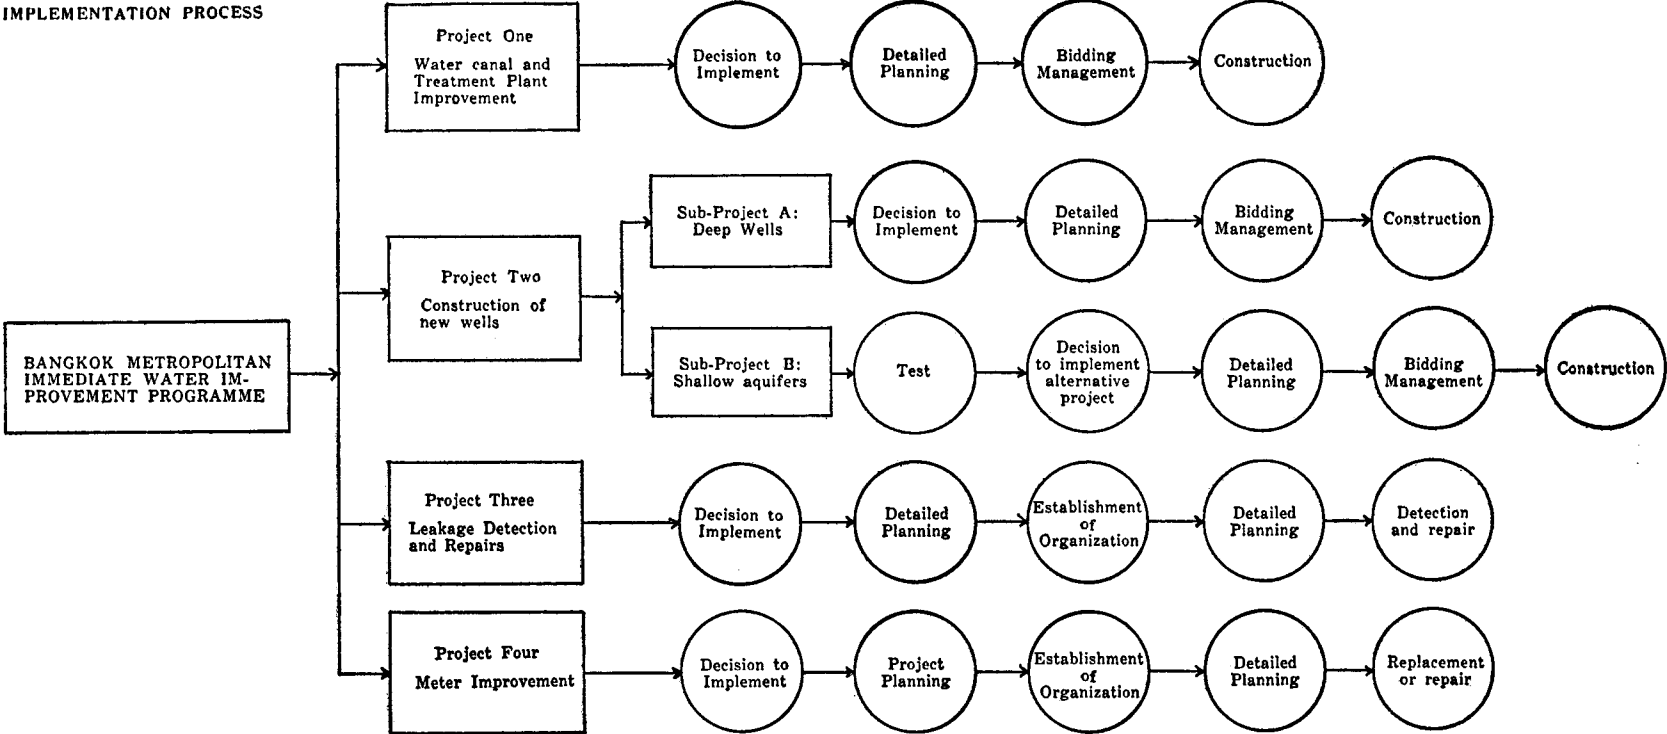 IMPLEMENTATION PROCESS
Project One
Water canal and
Treatment Plant
Improvement
Decision to
Implement
Detailed
Planning
Bidding
Management
Construction
Sub-Project A:
Deep Wells
Decision to
Implement
Detailed
Planning
Bidding
Management
Construction
Project Two
Construction of
new wells
Sub-Project B:
Shallow aquifers
Test
Decision
to implement
alternative
project
Detailed
Planning
Bidding
Management
Construction
BANGKOK METROPOLITAN
IMMEDIATE WATER IM-
PROVEMENT PROGRAMME
Project Three
Leakage Detection
and Repairs
Decision to
Implement
Detailed
Planning
Establishment
of
Organization
Detailed
Planning
Detection
and repair
Project Four
Meter Improvement
Decision to
Implement
Project
Planning
Establishment
of
Organization
Detailed
Planning
Replacement
or repair